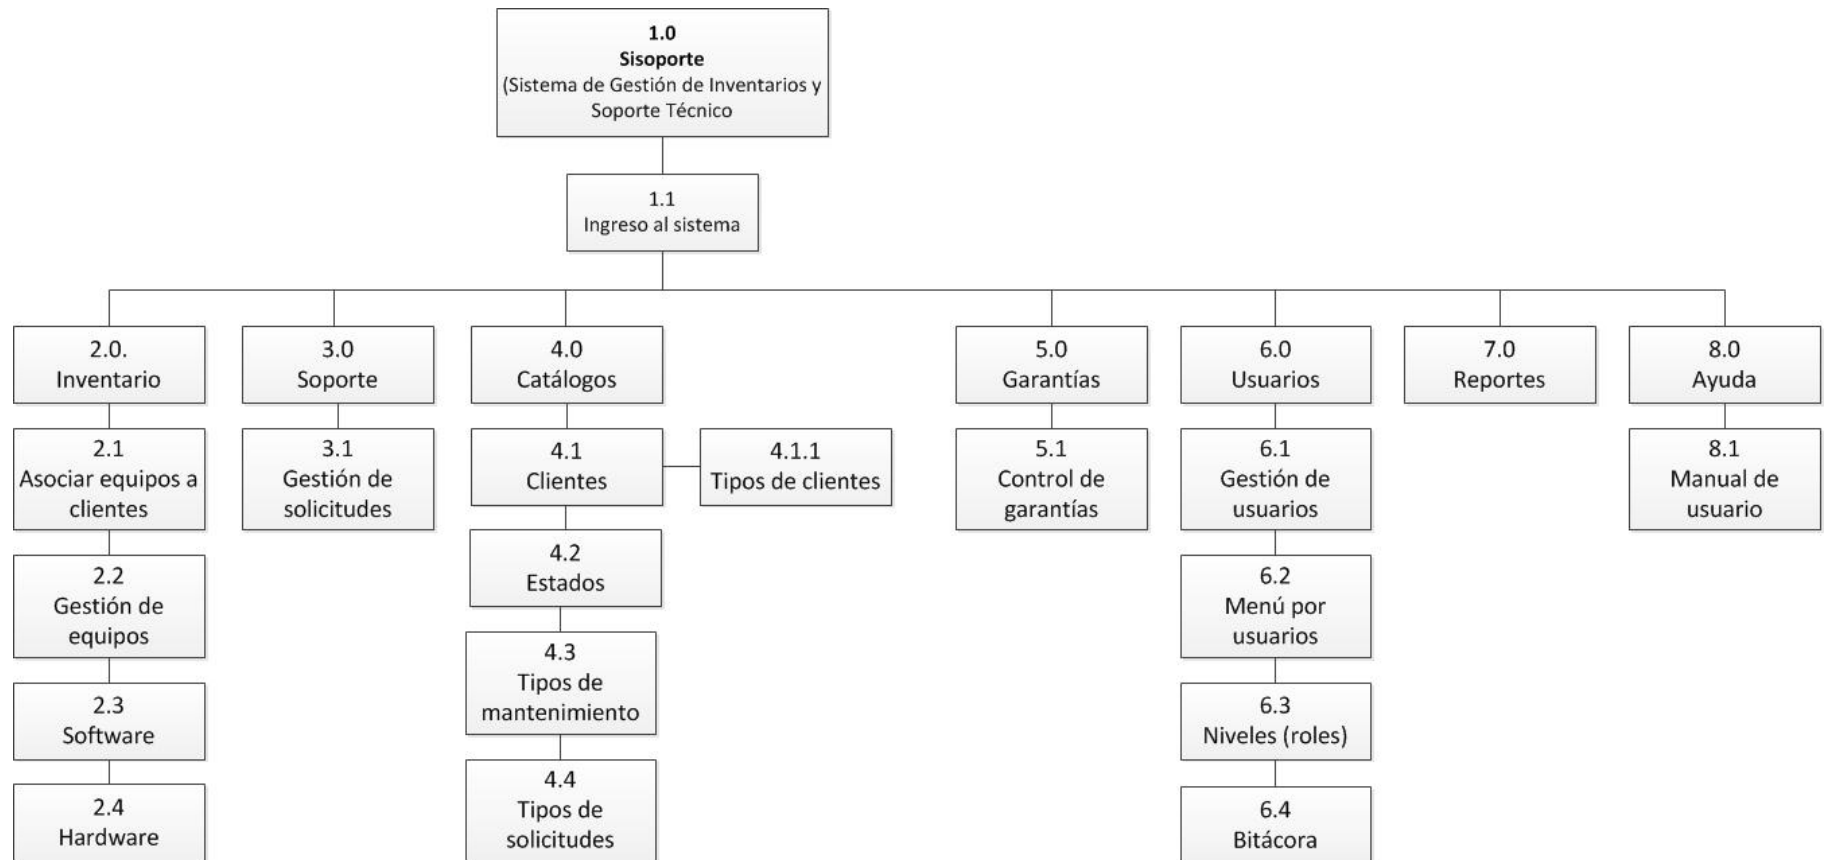 1.0
Sisoporte
(Sistema de Gestión de Inventarios y
Soporte Técnico
1.1
Ingreso al sistema
2.0.
Inventario
3.0
Soporte
4.0
Catálogos
5.0
Garantías
6.0
Usuarios
7.0
Reportes
8.0
Ayuda
2.1
Asociar equipos a
clientes
3.1
Gestión de
solicitudes
4.1
Clientes
4.1.1
Tipos de clientes
5.1
Control de
garantías
6.1
Gestión de
usuarios
8.1
Manual de
usuario
2.2
Gestión de
equipos
4.2
Estados
6.2
Menú por
usuarios
2.3
Software
4.3
Tipos de
mantenimiento
6.3
Niveles (roles)
2.4
Hardware
4.4
Tipos de
solicitudes
6.4
Bitácora